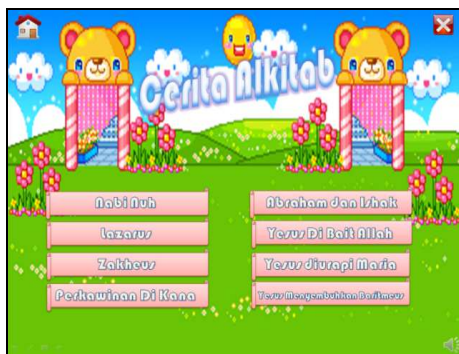 Cerita Alkitab
Nabi Nuh
Lazarus
Zakheus
Perkawinan Di Kana
Abraham dan Ishak
Yesus Di Bait Allah
Yesus diurapi Maria
Yesus Menyembuhkan Baritmeus